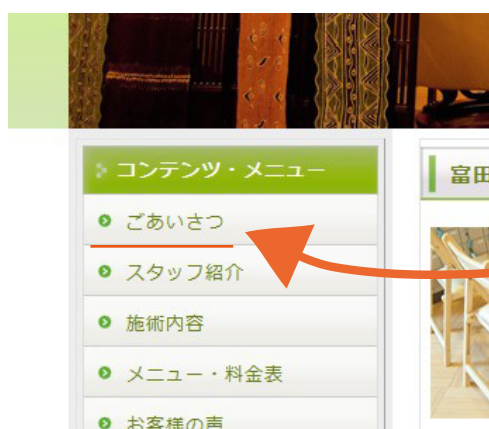 コンテンツ・メニュー
富田
ごあいさつ
スタッフ紹介
施術内容
メニュー・料金表
お客様の声